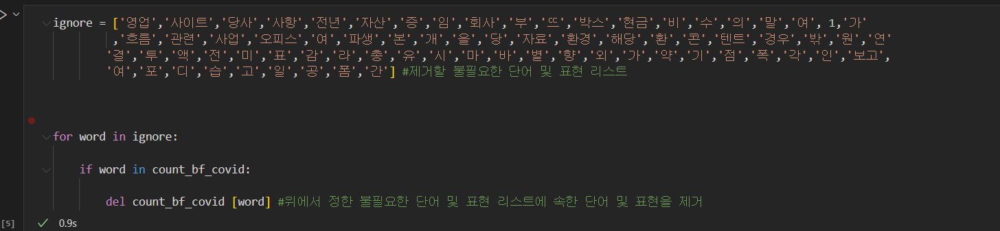 ignore = ['영업','사이트','당사','사항','전년','자산','증','임','회사','부','뜨','박스','현금','비','수','의','말','여', 1,'가'
,'흐름','관련','사업','오피스','여','파생','본','개','을','당','자료','환경','해당','환','콘','텐트','경우','밖','원','연'
'결','투','액','전','미','표','감','라','총','유','시','마','바','별','향','외','가','약','기','점','폭','각','인','보고',
'여','포','디','습','고','일','공','폼','간'] #제거할 불필요한 단어 및 표현 리스트
for word in ignore:
if word in count_bf_covid:
del count_bf_covid [word] #위에서 정한 불필요한 단어 및 표현 리스트에 속한 단어 및 표현을 제거
[5] 0.9s